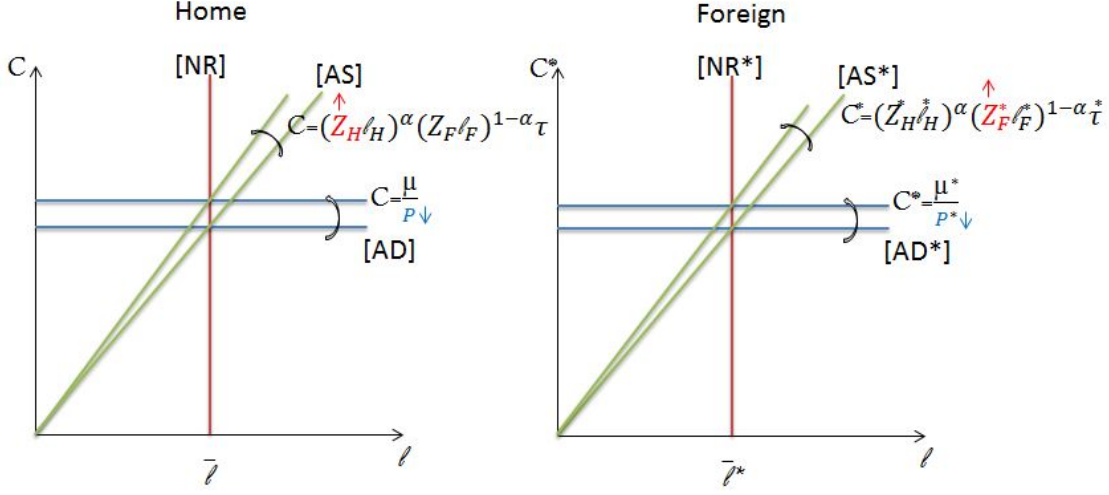 Home
Foreign
C
[NR]
[AS]
C=(Z_H ℓ_H)^α (Z_F ℓ_F)^{1−α} τ
↑
C=μ/P ↓
[AD]
ℓ̅
ℓ
C*
[NR*]
[AS*]
↑
C*=(Z*_H ℓ*_H)^α (Z*_F ℓ*_F)^{1−α} τ*
C*=μ*/P* ↓
[AD*]
ℓ̅*
ℓ